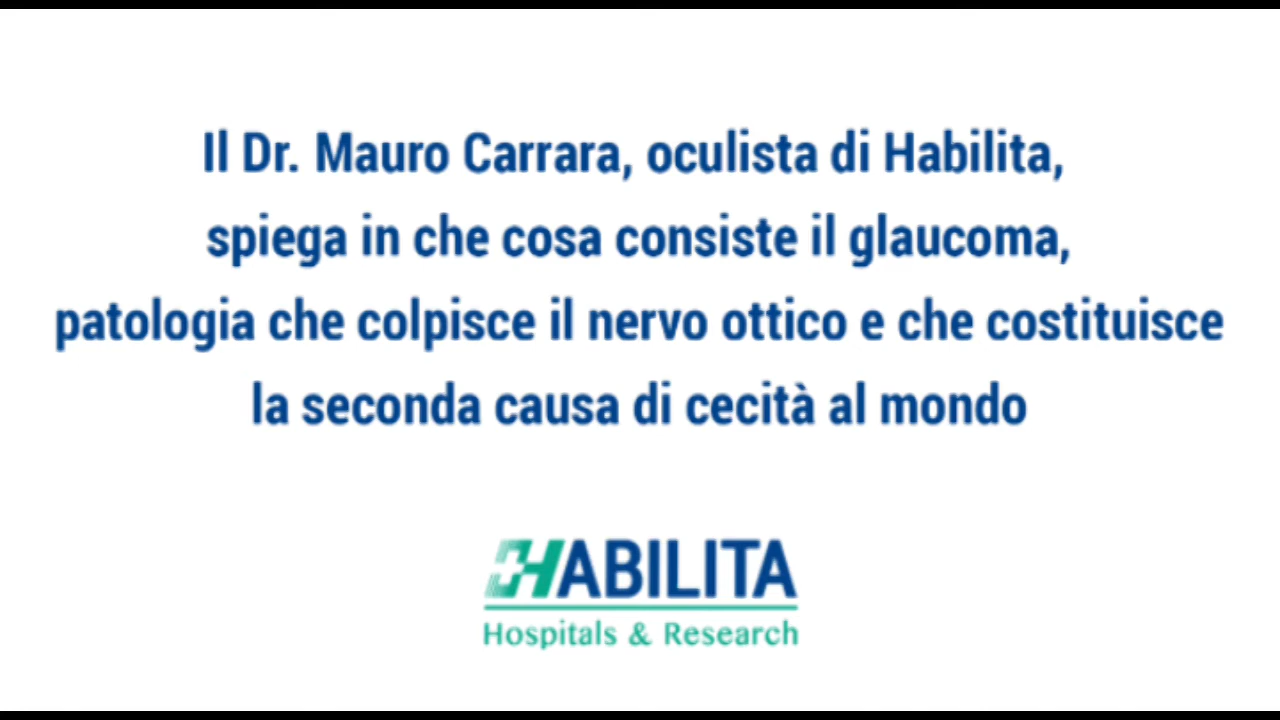 Il Dr. Mauro Carrara, oculista di Habilita,
spiega in che cosa consiste il glaucoma,
patologia che colpisce il nervo ottico e che costituisce
la seconda causa di cecità al mondo
HABILITA
Hospitals & Research